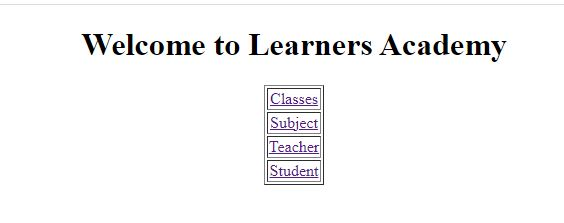 Welcome to Learners Academy
Classes
Subject
Teacher
Student